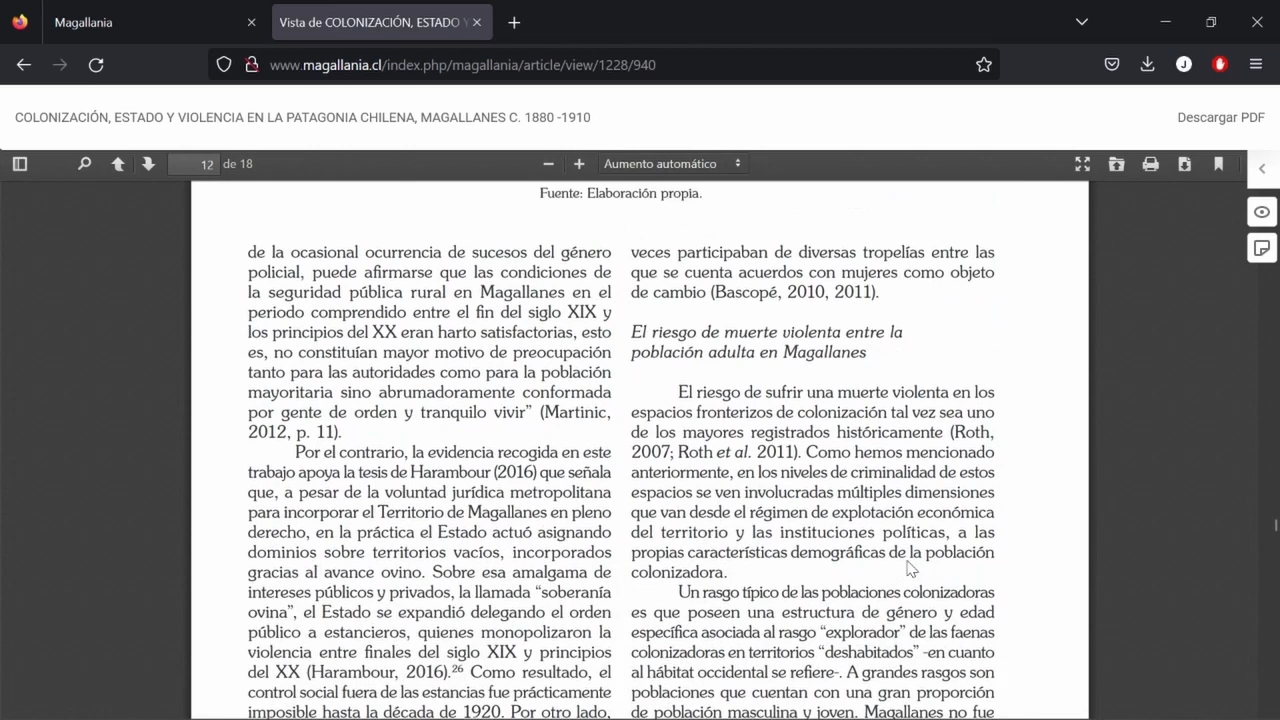 Magallania
Vista de COLONIZACIÓN, ESTADO Y
www.magallania.cl/index.php/magallania/article/view/1228/940
COLONIZACIÓN, ESTADO Y VIOLENCIA EN LA PATAGONIA CHILENA, MAGALLANES C. 1880 -1910
Descargar PDF
12 de 18
Aumento automático
Fuente: Elaboración propia.
de la ocasional ocurrencia de sucesos del género
policial, puede afirmarse que las condiciones de
la seguridad pública rural en Magallanes en el
periodo comprendido entre el fin del siglo XIX y
los principios del XX eran harto satisfactorias, esto
es, no constituían mayor motivo de preocupación
tanto para las autoridades como para la población
mayoritaria sino abrumadoramente conformada
por gente de orden y tranquilo vivir” (Martinic,
2012, p. 11).
Por el contrario, la evidencia recogida en este
trabajo apoya la tesis de Harambour (2016) que señala
que, a pesar de la voluntad jurídica metropolitana
para incorporar el Territorio de Magallanes en pleno
derecho, en la práctica el Estado actuó asignando
dominios sobre territorios vacíos, incorporados
gracias al avance ovino. Sobre esa amalgama de
intereses públicos y privados, la llamada “soberanía
ovina”, el Estado se expandió delegando el orden
público a estancieros, quienes monopolizaron la
violencia entre finales del siglo XIX y principios
del XX (Harambour, 2016).26 Como resultado, el
control social fuera de las estancias fue prácticamente
imposible hasta la década de 1920. Por otro lado,
veces participaban de diversas tropelías entre las
que se cuenta acuerdos con mujeres como objeto
de cambio (Bascopé, 2010, 2011).
El riesgo de muerte violenta entre la
población adulta en Magallanes
El riesgo de sufrir una muerte violenta en los
espacios fronterizos de colonización tal vez sea uno
de los mayores registrados históricamente (Roth,
2007; Roth et al. 2011). Como hemos mencionado
anteriormente, en los niveles de criminalidad de estos
espacios se ven involucradas múltiples dimensiones
que van desde el régimen de explotación económica
del territorio y las instituciones políticas, a las
propias características demográficas de la población
colonizadora.
Un rasgo típico de las poblaciones colonizadoras
es que poseen una estructura de género y edad
específica asociada al rasgo “explorador” de las faenas
colonizadoras en territorios “deshabitados” -en cuanto
al hábitat occidental se refiere-. A grandes rasgos son
poblaciones que cuentan con una gran proporción
de población masculina y joven. Magallanes no fue